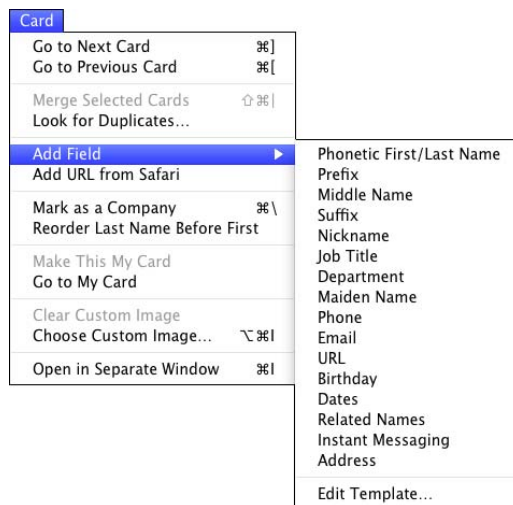 Card
Go to Next Card ⌘]
Go to Previous Card ⌘[
Merge Selected Cards ⇧⌘|
Look for Duplicates...
Add Field ▶
Add URL from Safari
Mark as a Company ⌘\
Reorder Last Name Before First
Make This My Card
Go to My Card
Clear Custom Image
Choose Custom Image... ⌥⌘I
Open in Separate Window ⌘I
Phonetic First/Last Name
Prefix
Middle Name
Suffix
Nickname
Job Title
Department
Maiden Name
Phone
Email
URL
Birthday
Dates
Related Names
Instant Messaging
Address
Edit Template...